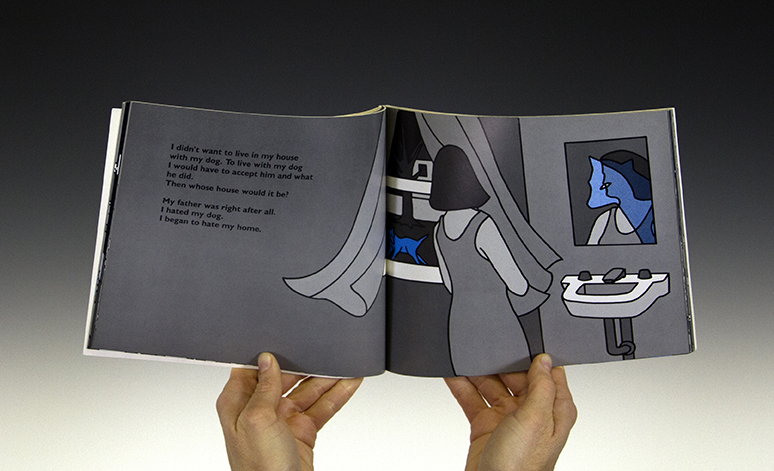 I didn't want to live in my house
with my dog. To live with my dog
I would have to accept him and what
he did.
Then whose house would it be?
My father was right after all.
I hated my dog.
I began to hate my home.